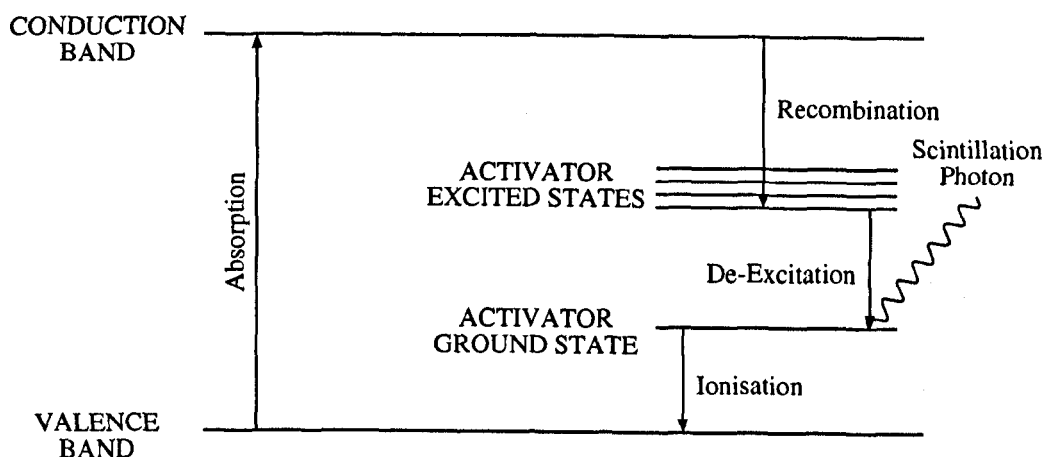 CONDUCTION
BAND
Recombination
Scintillation
Photon
ACTIVATOR
EXCITED STATES
Absorption
De-Excitation
ACTIVATOR
GROUND STATE
Ionisation
VALENCE
BAND